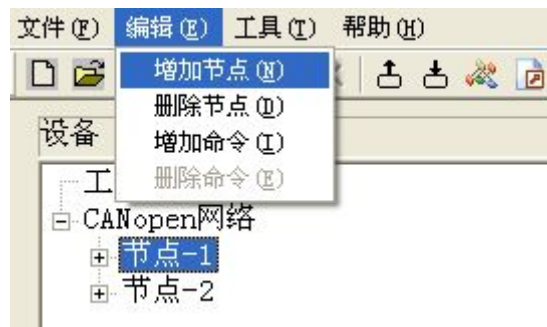 文件(F) 编辑(E) 工具(T) 帮助(H)
增加节点(N)
删除节点(D)
增加命令(I)
删除命令(E)
设备
工
CANopen网络
节点-1
节点-2